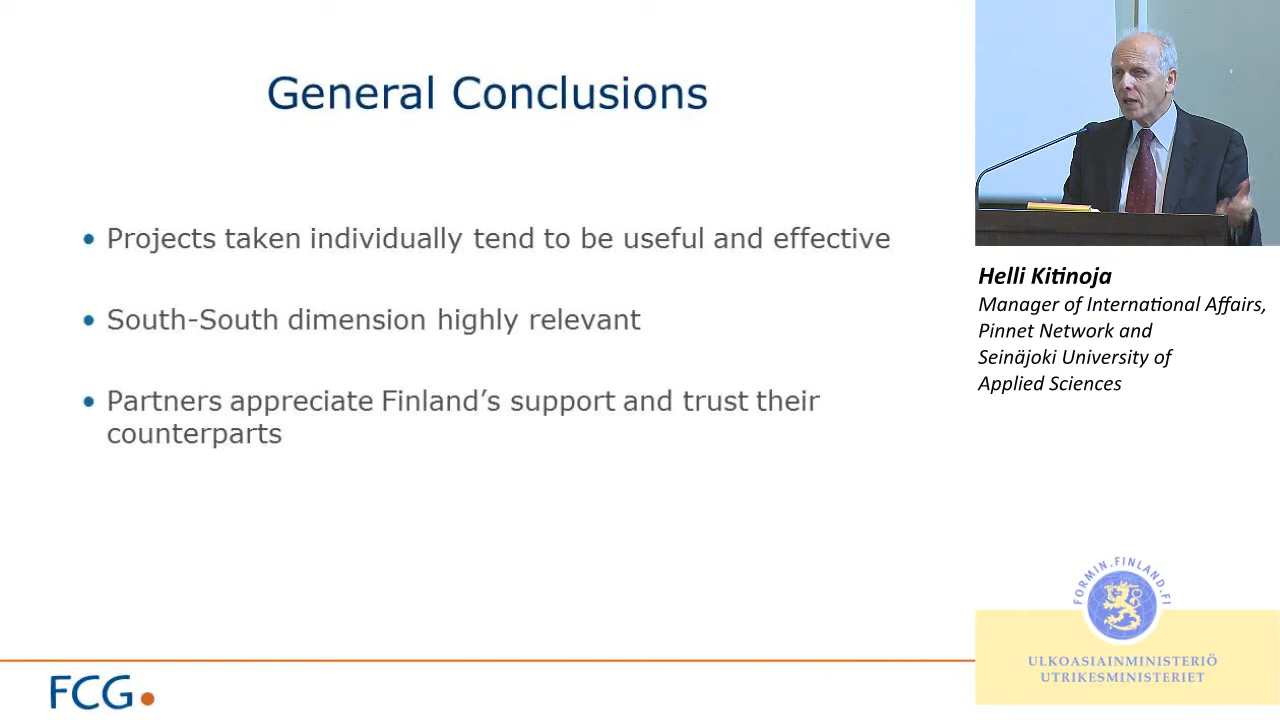 General Conclusions
• Projects taken individually tend to be useful and effective
• South-South dimension highly relevant
• Partners appreciate Finland’s support and trust their
counterparts
FCG
Helli Kitinoja
Manager of International Affairs,
Pinnet Network and
Seinäjoki University of
Applied Sciences
FORMIN.FINLAND.FI
ULKOASIAINMINISTERIÖ
UTRIKESMINISTERIET